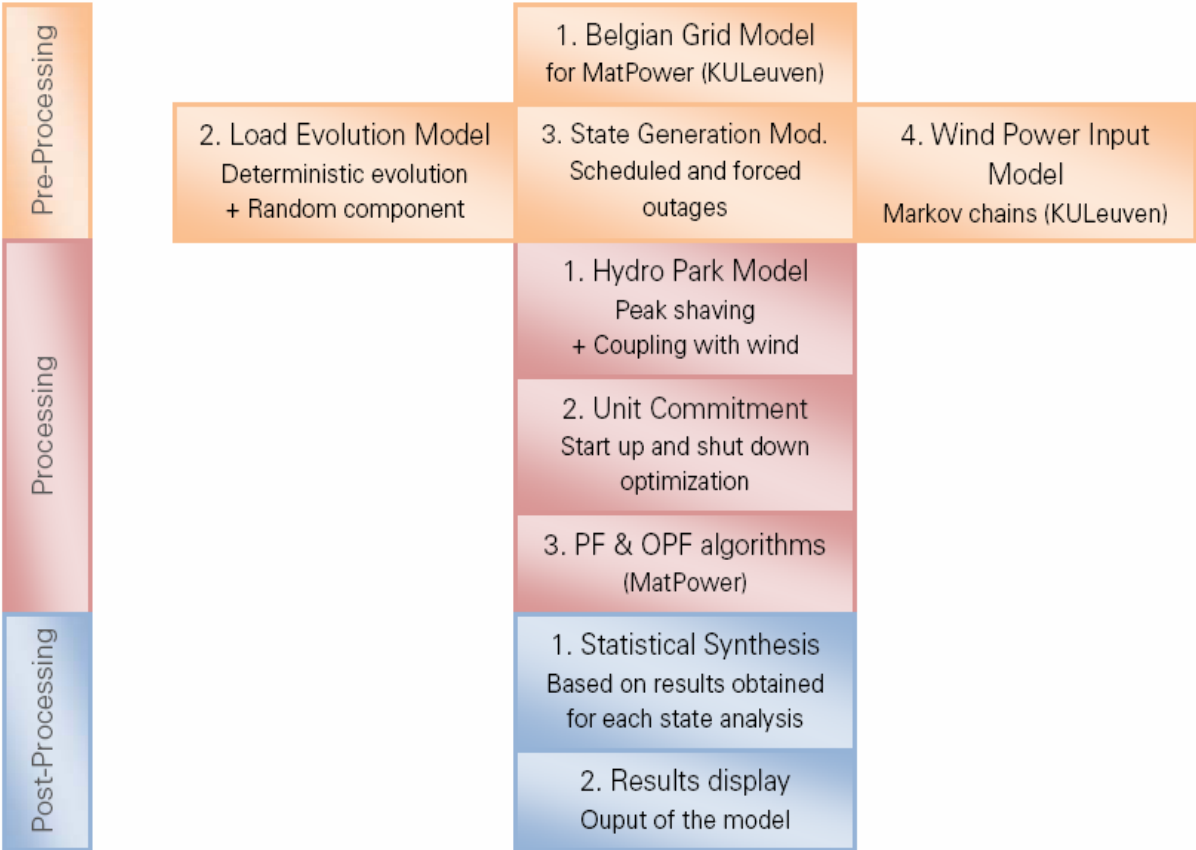 Pre-Processing
1. Belgian Grid Model
for MatPower (KULeuven)
2. Load Evolution Model
Deterministic evolution
+ Random component
3. State Generation Mod.
Scheduled and forced
outages
4. Wind Power Input
Model
Markov chains (KULeuven)
Processing
1. Hydro Park Model
Peak shaving
+ Coupling with wind
2. Unit Commitment
Start up and shut down
optimization
3. PF & OPF algorithms
(MatPower)
Post-Processing
1. Statistical Synthesis
Based on results obtained
for each state analysis
2. Results display
Ouput of the model